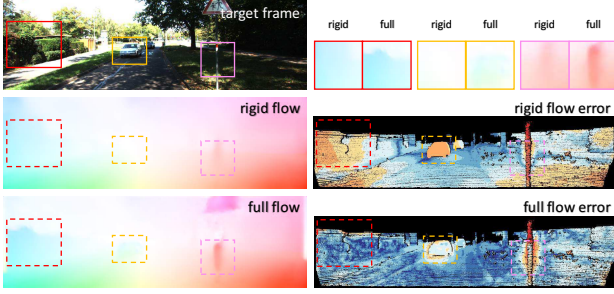 target frame
rigid full rigid full rigid full
rigid flow
rigid flow error
full flow
full flow error